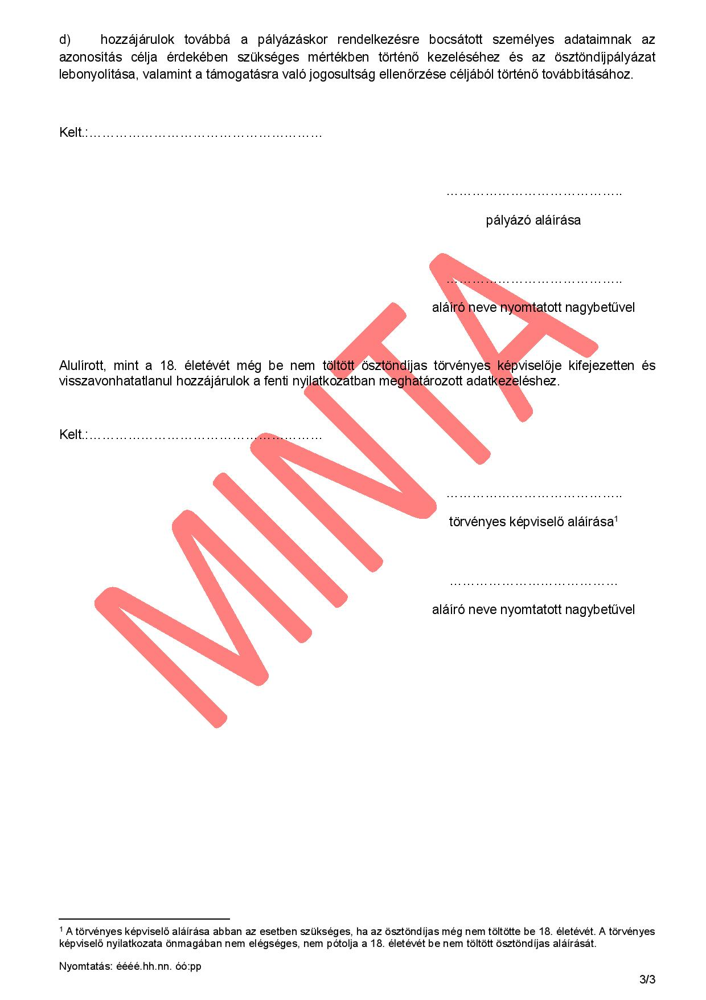 d) hozzájárulok továbbá a pályázáskor rendelkezésre bocsátott személyes adataimnak az
azonosítás célja érdekében szükséges mértékben történő kezeléséhez és az ösztöndíjpályázat
lebonyolítása, valamint a támogatásra való jogosultság ellenőrzése céljából történő továbbításához.
Kelt.:………………………………………………
…………………………………..
pályázó aláírása
…………………………………..
aláíró neve nyomtatott nagybetűvel
Alulírott, mint a 18. életévét még be nem töltött ösztöndíjas törvényes képviselője kifejezetten és
visszavonhatatlanul hozzájárulok a fenti nyilatkozatban meghatározott adatkezeléshez.
Kelt.:………………………………………………
…………………………………..
törvényes képviselő aláírása¹
…………………………………
aláíró neve nyomtatott nagybetűvel
MINTA
¹ A törvényes képviselő aláírása abban az esetben szükséges, ha az ösztöndíjas még nem töltötte be 18. életévét. A törvényes
képviselő nyilatkozata önmagában nem elégséges, nem pótolja a 18. életévét be nem töltött ösztöndíjas aláírását.
Nyomtatás: éééé.hh.nn. óó:pp
3/3